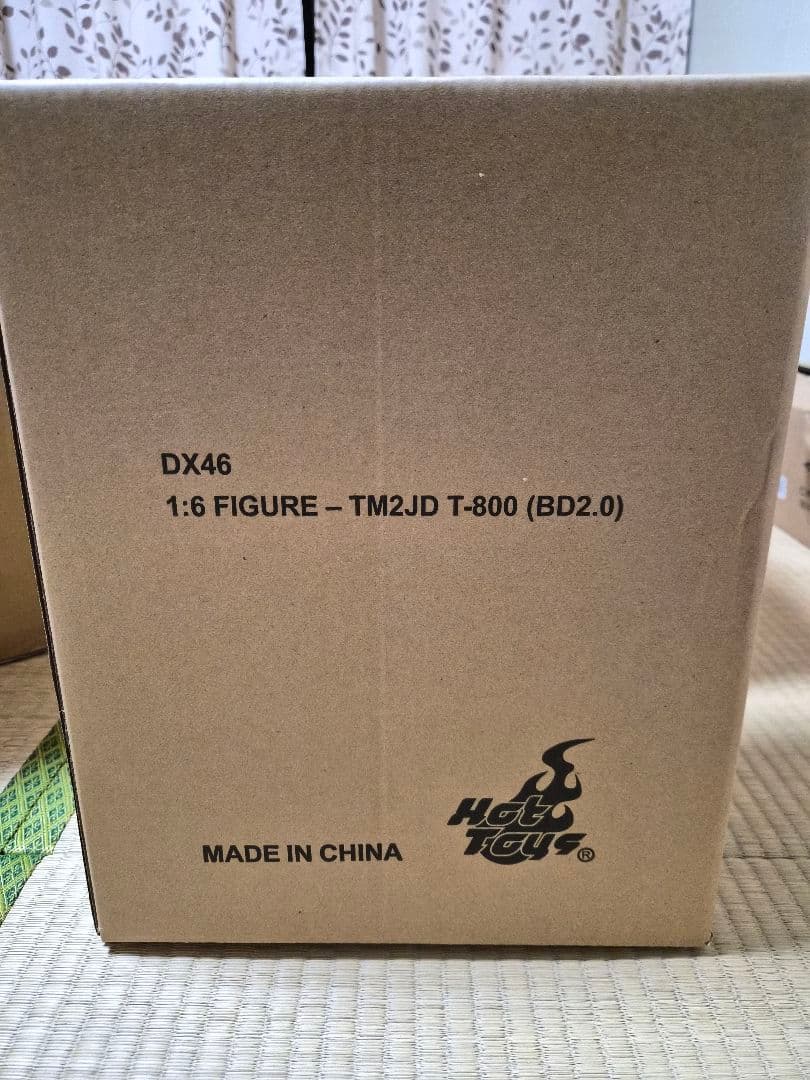 DX46
1:6 FIGURE – TM2JD T-800 (BD2.0)
Hot
Toys®
MADE IN CHINA